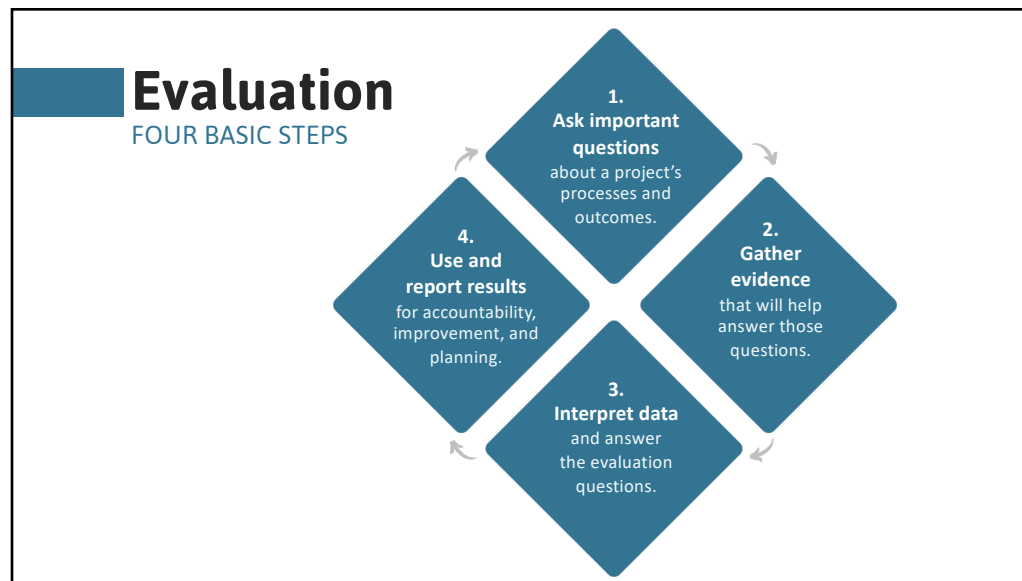 Evaluation
FOUR BASIC STEPS
1.
Ask important
questions
about a project's
processes and
outcomes.
2.
Gather
evidence
that will help
answer those
questions.
3.
Interpret data
and answer
the evaluation
questions.
4.
Use and
report results
for accountability,
improvement, and
planning.